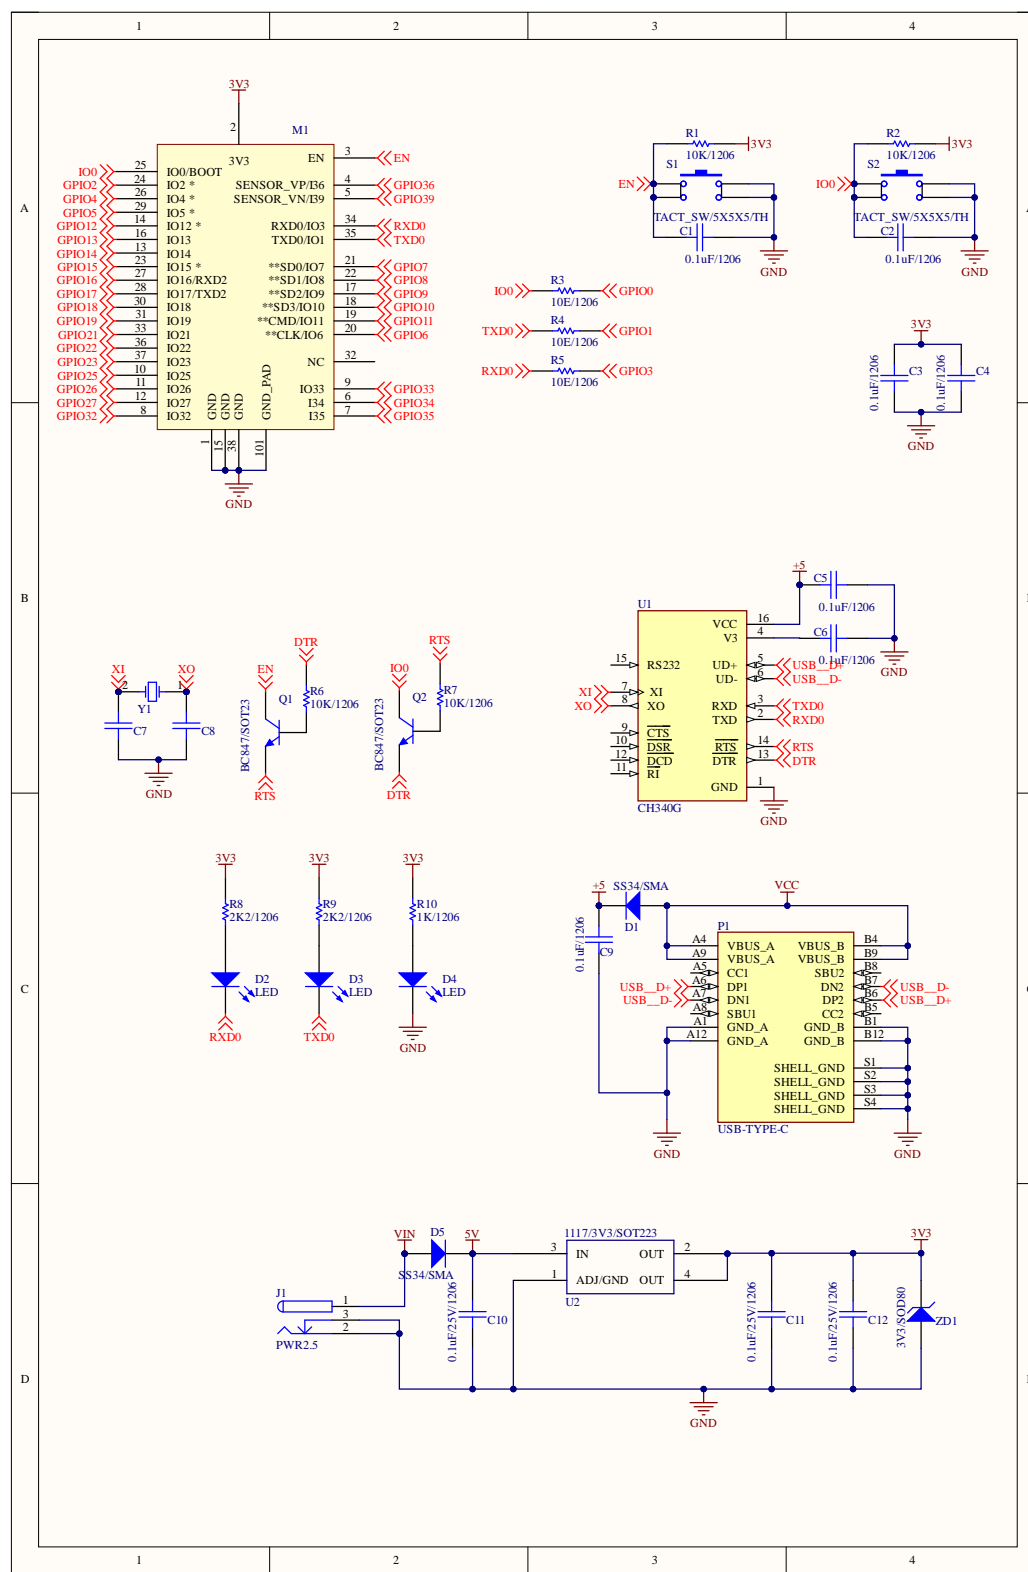 1 2 3 4
A
3V3
2
M1
3V3
IO0 25 IO0/BOOT
GPIO2 24 IO2 *
GPIO4 26 IO4 *
GPIO5 29 IO5 *
GPIO12 14 IO12 *
GPIO13 16 IO13
GPIO14 13 IO14
GPIO15 23 IO15 *
GPIO16 27 IO16/RXD2
GPIO17 28 IO17/TXD2
GPIO18 30 IO18
GPIO19 31 IO19
GPIO21 33 IO21
GPIO22 36 IO22
GPIO23 37 IO23
GPIO25 10 IO25
GPIO26 11 IO26
GPIO27 12 IO27
GPIO32 8 IO32
EN 3 EN
SENSOR_VP/I36 4 GPIO36
SENSOR_VN/I39 5 GPIO39
RXD0/IO3 34 RXD0
TXD0/IO1 35 TXD0
**SD0/IO7 21 GPIO7
**SD1/IO8 22 GPIO8
**SD2/IO9 17 GPIO9
**SD3/IO10 18 GPIO10
**CMD/IO11 19 GPIO11
**CLK/IO6 20 GPIO6
NC 32
IO33 9 GPIO33
I34 6 GPIO34
I35 7 GPIO35
GND GND GND GND_PAD
1 15 38 101
GND
R1
10K/1206
3V3
S1
EN
TACT_SW/5X5X5/TH
C1
0.1uF/1206
GND
R2
10K/1206
3V3
S2
IO0
TACT_SW/5X5X5/TH
C2
0.1uF/1206
GND
R3
IO0 GPIO0
10E/1206
R4
TXD0 GPIO1
10E/1206
R5
RXD0 GPIO3
10E/1206
3V3
0.1uF/1206 C3
0.1uF/1206 C4
GND
B
XI XO
2 1
Y1
C7 C8
GND
EN
DTR
Q1
R6
10K/1206
BC847/SOT23
RTS
IO0
RTS
Q2
R7
10K/1206
BC847/SOT23
DTR
U1
+5
C5
0.1uF/1206
C6
0.1uF/1206
GND
VCC 16
V3 4
15 RS232
UD+ 5 USB__D+
UD- 6 USB__D-
XI 7 XI
XO 8 XO
RXD 3 TXD0
TXD 2 RXD0
9 CTS
10 DSR
12 DCD
11 RI
RTS 14 RTS
DTR 13 DTR
GND 1
CH340G
GND
C
3V3 3V3 3V3
R8
2K2/1206
R9
2K2/1206
R10
1K/1206
D2
LED
D3
LED
D4
LED
RXD0 TXD0 GND
+5
SS34/SMA
D1
VCC
0.1uF/1206
C9
P1
A4 VBUS_A VBUS_B B4
A9 VBUS_A VBUS_B B9
A5 CC1 SBU2 B8
USB__D+ A6 DP1 DN2 B7 USB__D-
USB__D- A7 DN1 DP2 B6 USB__D+
A8 SBU1 CC2 B5
A1 GND_A GND_B B1
A12 GND_A GND_B B12
SHELL_GND S1
SHELL_GND S2
SHELL_GND S3
SHELL_GND S4
USB-TYPE-C
GND GND
D
VIN
D5
SS34/SMA
5V
1117/3V3/SOT223
3 IN OUT 2
1 ADJ/GND OUT 4
U2
3V3
J1
1
3
2
PWR2.5
0.1uF/25V/1206
C10
0.1uF/25V/1206
C11
0.1uF/25V/1206
C12
3V3/SOD80
ZD1
GND
1 2 3 4